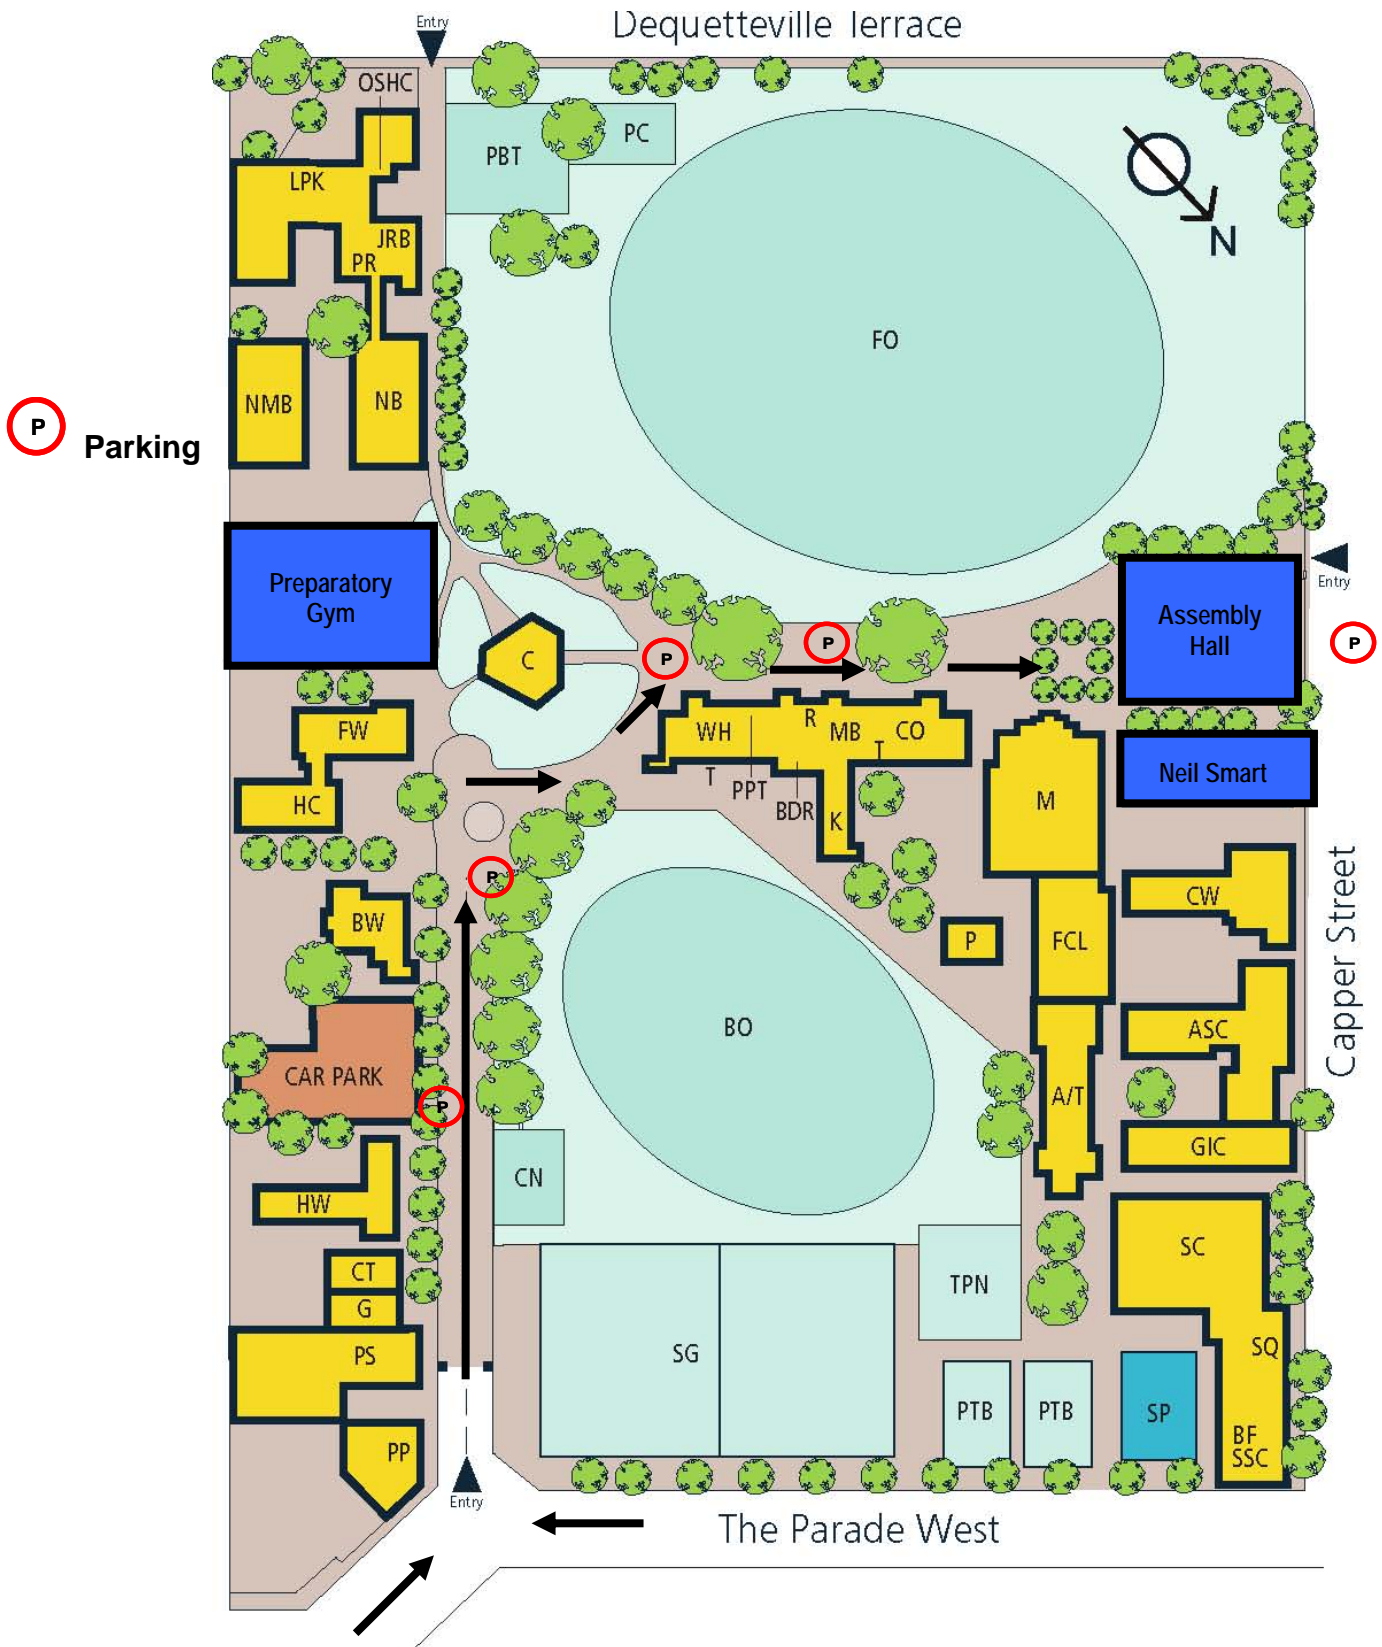 Dequetteville Terrace
Entry
OSHC
PC
PBT
LPK
JRB
PR
N
FO
NMB
NB
P
Parking
Preparatory
Gym
Assembly
Hall
Entry
P
C
P
P
FW
WH
R
MB
CO
T
T
PPT
BDR
K
HC
M
Neil Smart
P
BW
P
FCL
CW
Capper Street
BO
ASC
CAR PARK
P
A/T
GIC
CN
HW
SC
CT
G
TPN
PS
SG
SQ
PTB
PTB
SP
PP
BF
SSC
Entry
The Parade West